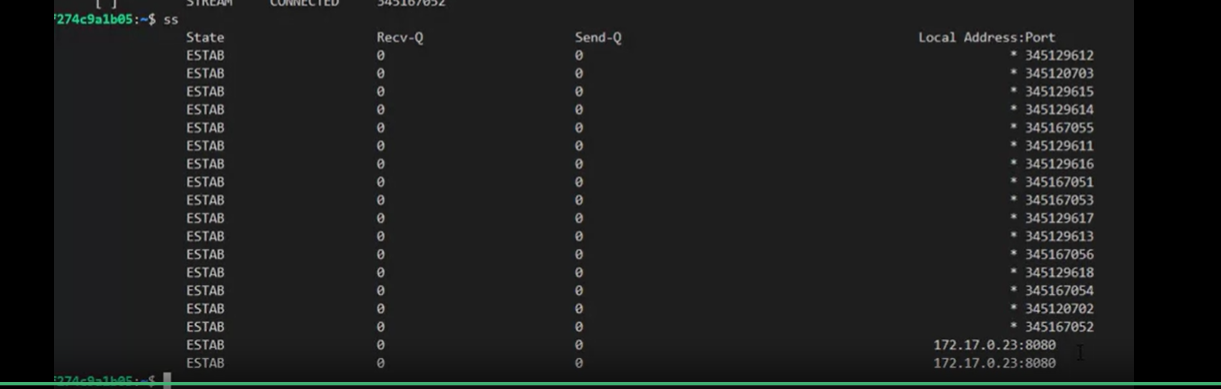 [ ] STREAM CONNECTED 345167052
'274c9a1b05:~$ ss
State Recv-Q Send-Q Local Address:Port
ESTAB 0 0 * 345129612
ESTAB 0 0 * 345120703
ESTAB 0 0 * 345129615
ESTAB 0 0 * 345129614
ESTAB 0 0 * 345167055
ESTAB 0 0 * 345129611
ESTAB 0 0 * 345129616
ESTAB 0 0 * 345167051
ESTAB 0 0 * 345167053
ESTAB 0 0 * 345129617
ESTAB 0 0 * 345129613
ESTAB 0 0 * 345167056
ESTAB 0 0 * 345129618
ESTAB 0 0 * 345167054
ESTAB 0 0 * 345120702
ESTAB 0 0 * 345167052
ESTAB 0 0 172.17.0.23:8080
ESTAB 0 0 172.17.0.23:8080
'274c9a1b05:~$